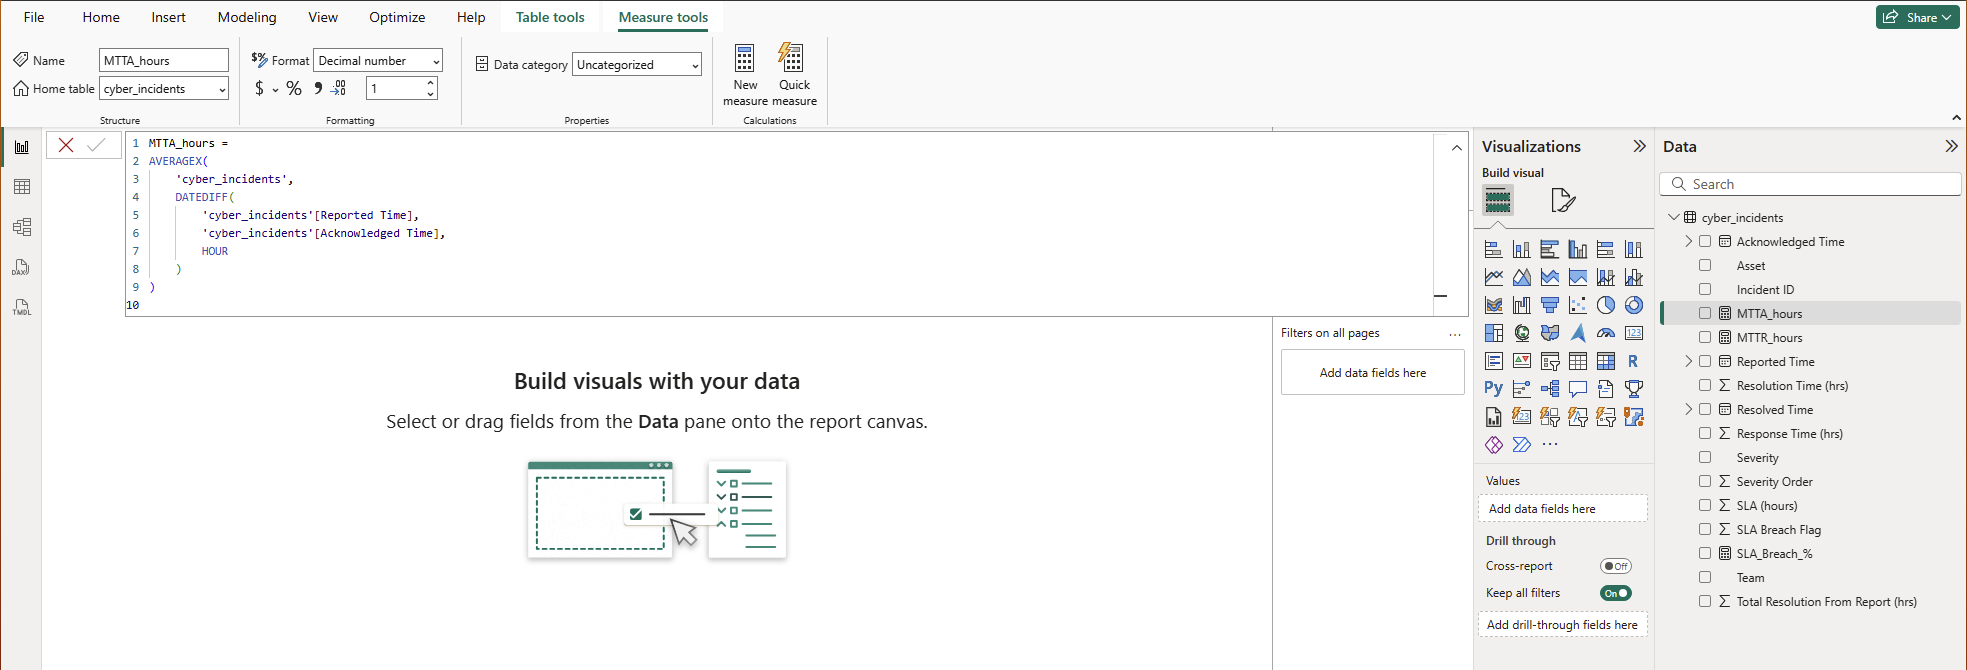 File Home Insert Modeling View Optimize Help Table tools Measure tools
Share
Name MTTA_hours
Home table cyber_incidents
Structure
$% Format Decimal number
$ % , .00 1
Formatting
Data category Uncategorized
Properties
New measure
Quick measure
Calculations
1 MTTA_hours =
2 AVERAGEX(
3 'cyber_incidents',
4 DATEDIFF(
5 'cyber_incidents'[Reported Time],
6 'cyber_incidents'[Acknowledged Time],
7 HOUR
8 )
9 )
10
DAX
TMDL
Build visuals with your data
Select or drag fields from the Data pane onto the report canvas.
Filters on all pages ...
Add data fields here
Visualizations
Build visual
123
R
Py
123
...
Values
Add data fields here
Drill through
Cross-report Off
Keep all filters On
Add drill-through fields here
Data
Search
cyber_incidents
Acknowledged Time
Asset
Incident ID
MTTA_hours
MTTR_hours
Reported Time
Σ Resolution Time (hrs)
Resolved Time
Σ Response Time (hrs)
Severity
Σ Severity Order
Σ SLA (hours)
Σ SLA Breach Flag
SLA_Breach_%
Team
Σ Total Resolution From Report (hrs)